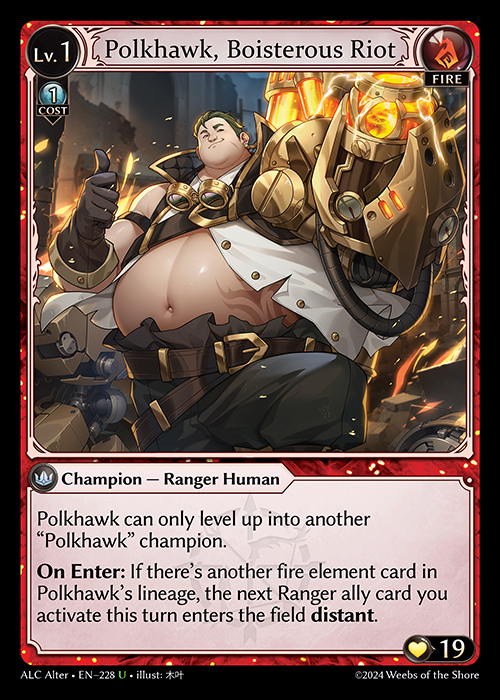 Lv. 1
Polkhawk, Boisterous Riot
FIRE
1
COST
Champion — Ranger Human
Polkhawk can only level up into another
“Polkhawk” champion.
On Enter: If there’s another fire element card in
Polkhawk’s lineage, the next Ranger ally card you
activate this turn enters the field distant.
19
ALC Alter • EN–228 U • illust: 木叶
©2024 Weebs of the Shore